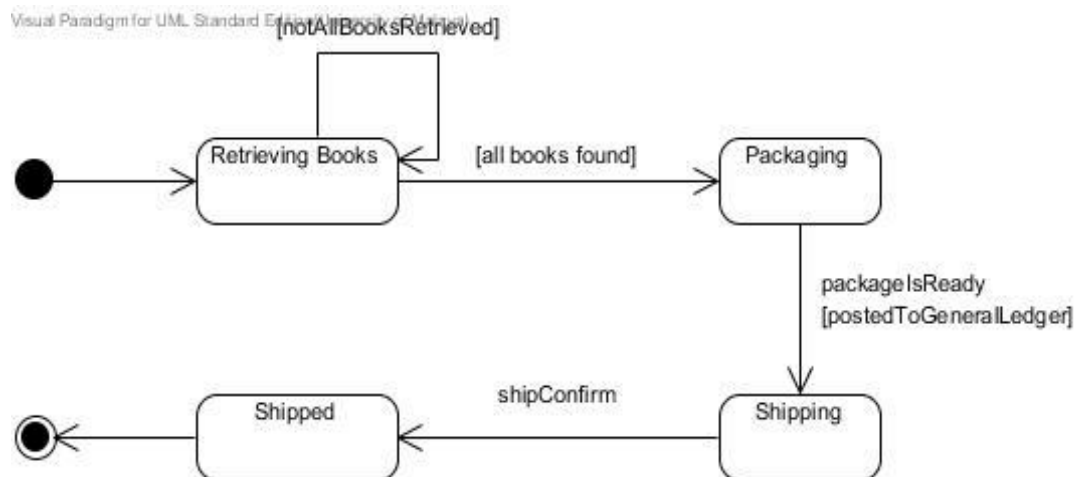 Visual Paradigm for UML Standard
[notAllBooksRetrieved]
Retrieving Books
[all books found]
Packaging
packageIsReady
[postedToGeneralLedger]
Shipping
shipConfirm
Shipped